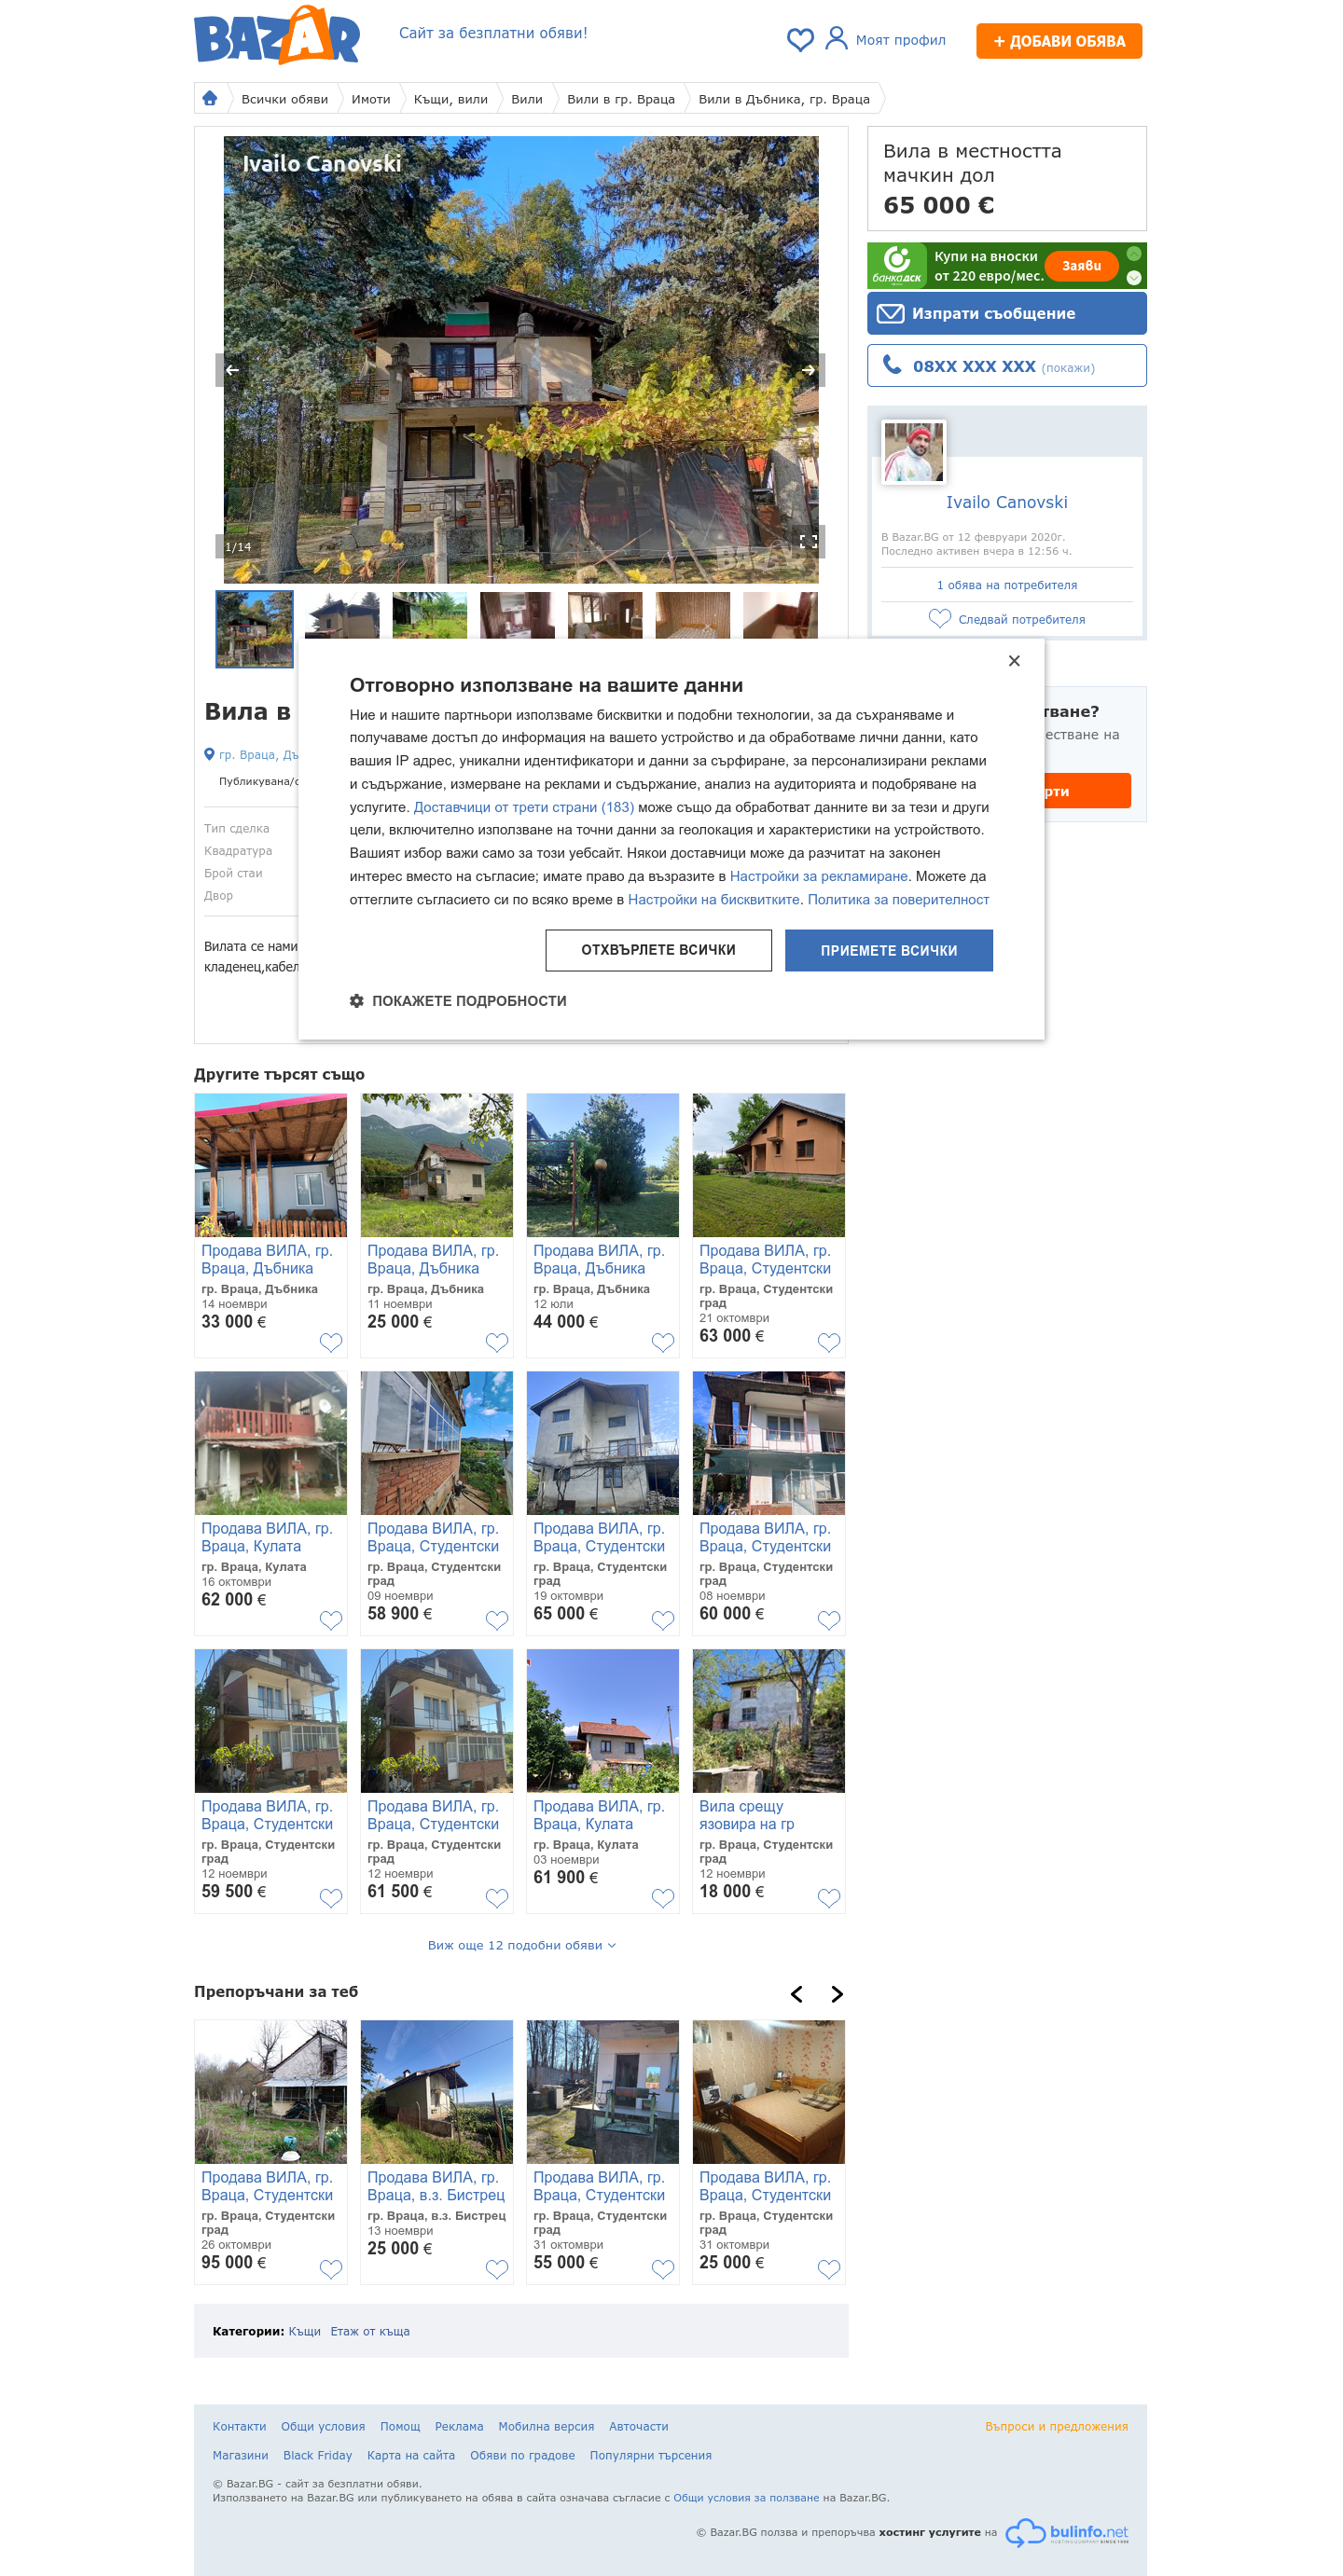 BAZAR
Сайт за безплатни обяви!
Моят профил
+ ДОБАВИ ОБЯВА
Всички обяви
Имоти
Къщи, вили
Вили
Вили в гр. Враца
Вили в Дъбника, гр. Враца
Ivailo Canovski
1/14
Вила в местността
мачкин дол
65 000 €
банка дск
Купи на вноски
от 220 евро/мес.
Заяви
Изпрати съобщение
08XX XXX XXX (покажи)
Ivailo Canovski
В Bazar.BG от 12 февруари 2020г.
Последно активен вчера в 12:56 ч.
1 обява на потребителя
Следвай потребителя
Вила в
гр. Враца, Дъ
Публикувана/о
Тип сделка
Квадратура
Брой стаи
Двор
Вилата се нами
кладенец,кабел
тване?
естване на
рти
×
Отговорно използване на вашите данни
Ние и нашите партньори използваме бисквитки и подобни технологии, за да съхраняваме и
получаваме достъп до информация на вашето устройство и да обработваме лични данни, като
вашия IP адрес, уникални идентификатори и данни за сърфиране, за персонализирани реклами
и съдържание, измерване на реклами и съдържание, анализ на аудиторията и подобряване на
услугите. Доставчици от трети страни (183) може също да обработват данните ви за тези и други
цели, включително използване на точни данни за геолокация и характеристики на устройството.
Вашият избор важи само за този уебсайт. Някои доставчици може да разчитат на законен
интерес вместо на съгласие; имате право да възразите в Настройки за рекламиране. Можете да
оттеглите съгласието си по всяко време в Настройки на бисквитките. Политика за поверителност
ОТХВЪРЛЕТЕ ВСИЧКИ
ПРИЕМЕТЕ ВСИЧКИ
ПОКАЖЕТЕ ПОДРОБНОСТИ
Другите търсят също
Продава ВИЛА, гр.
Враца, Дъбника
гр. Враца, Дъбника
14 ноември
33 000 €
Продава ВИЛА, гр.
Враца, Дъбника
гр. Враца, Дъбника
11 ноември
25 000 €
Продава ВИЛА, гр.
Враца, Дъбника
гр. Враца, Дъбника
12 юли
44 000 €
Продава ВИЛА, гр.
Враца, Студентски
гр. Враца, Студентски
град
21 октомври
63 000 €
Продава ВИЛА, гр.
Враца, Кулата
гр. Враца, Кулата
16 октомври
62 000 €
Продава ВИЛА, гр.
Враца, Студентски
гр. Враца, Студентски
град
09 ноември
58 900 €
Продава ВИЛА, гр.
Враца, Студентски
гр. Враца, Студентски
град
19 октомври
65 000 €
Продава ВИЛА, гр.
Враца, Студентски
гр. Враца, Студентски
град
08 ноември
60 000 €
Продава ВИЛА, гр.
Враца, Студентски
гр. Враца, Студентски
град
12 ноември
59 500 €
Продава ВИЛА, гр.
Враца, Студентски
гр. Враца, Студентски
град
12 ноември
61 500 €
Продава ВИЛА, гр.
Враца, Кулата
гр. Враца, Кулата
03 ноември
61 900 €
Вила срещу
язовира на гр
гр. Враца, Студентски
град
12 ноември
18 000 €
Виж още 12 подобни обяви
Препоръчани за теб
Продава ВИЛА, гр.
Враца, Студентски
гр. Враца, Студентски
град
26 октомври
95 000 €
Продава ВИЛА, гр.
Враца, в.з. Бистрец
гр. Враца, в.з. Бистрец
13 ноември
25 000 €
Продава ВИЛА, гр.
Враца, Студентски
гр. Враца, Студентски
град
31 октомври
55 000 €
Продава ВИЛА, гр.
Враца, Студентски
гр. Враца, Студентски
град
31 октомври
25 000 €
Категории: Къщи Етаж от къща
Контакти Общи условия Помощ Реклама Мобилна версия Авточасти
Въпроси и предложения
Магазини Black Friday Карта на сайта Обяви по градове Популярни търсения
© Bazar.BG - сайт за безплатни обяви.
Използването на Bazar.BG или публикуването на обява в сайта означава съгласие с Общи условия за ползване на Bazar.BG.
© Bazar.BG ползва и препоръчва хостинг услугите на
bulinfo.net